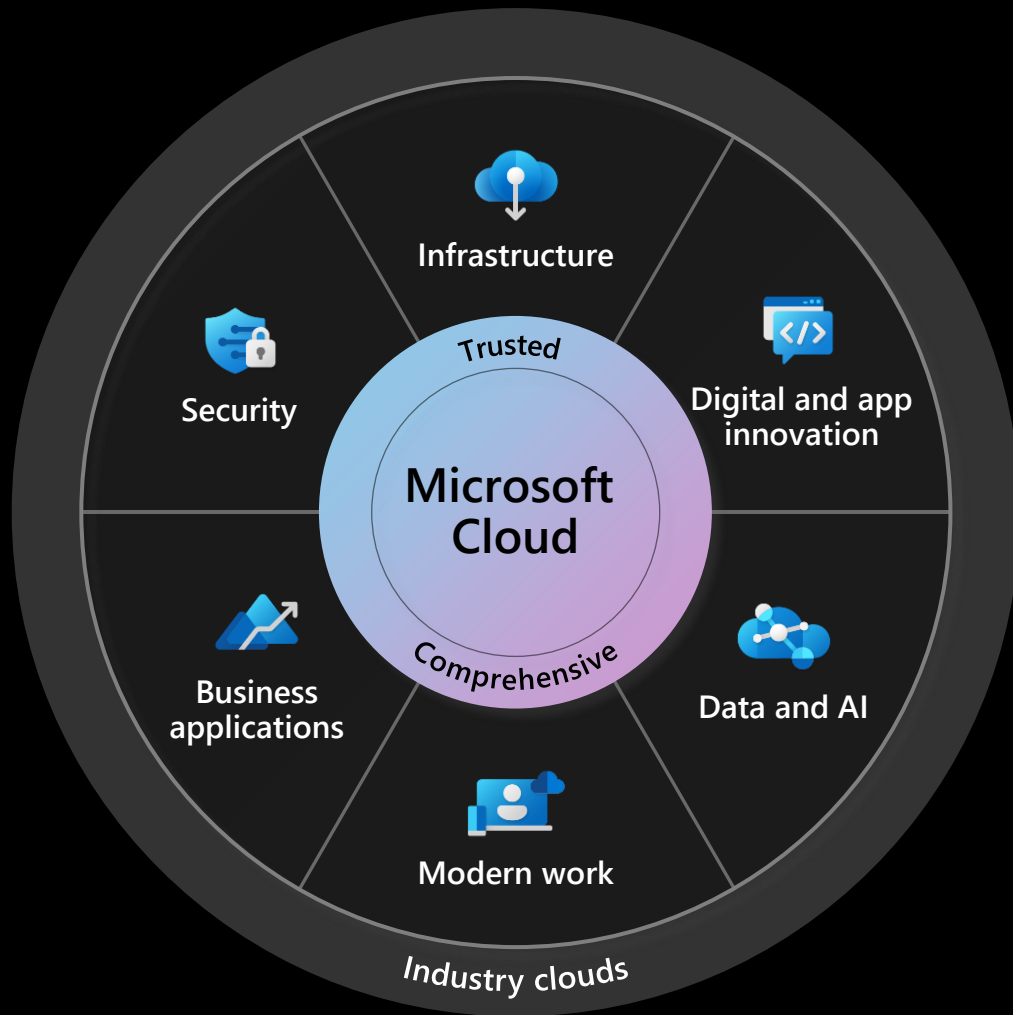 Infrastructure
Digital and app
innovation
Security
Trusted
Microsoft
Cloud
Comprehensive
Business
applications
Data and AI
Modern work
Industry clouds